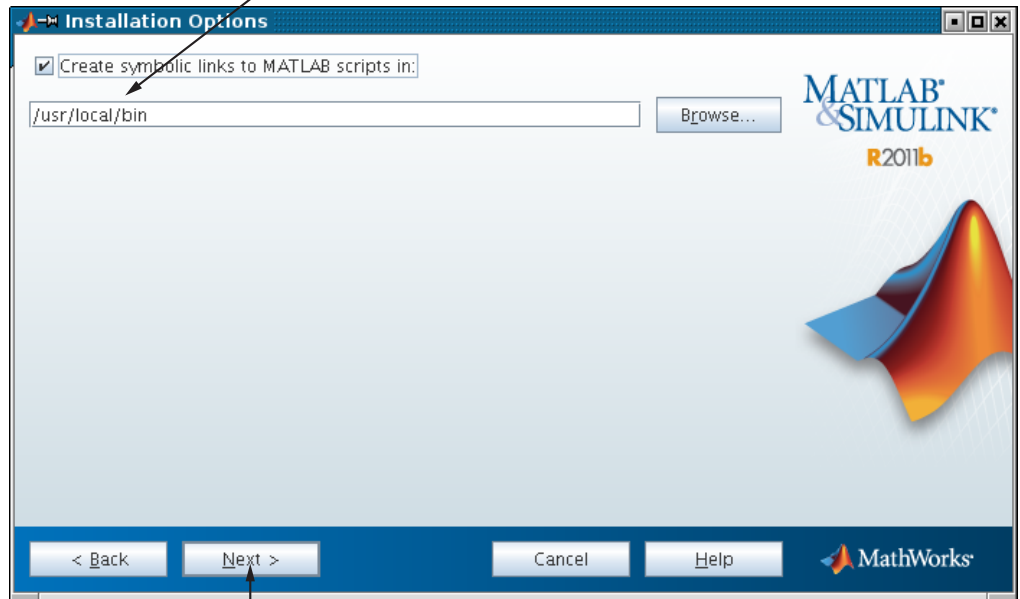 Installation Options
Create symbolic links to MATLAB scripts in:
/usr/local/bin
Browse...
MATLAB®
&SIMULINK®
R2011b
< Back
Next >
Cancel
Help
MathWorks®